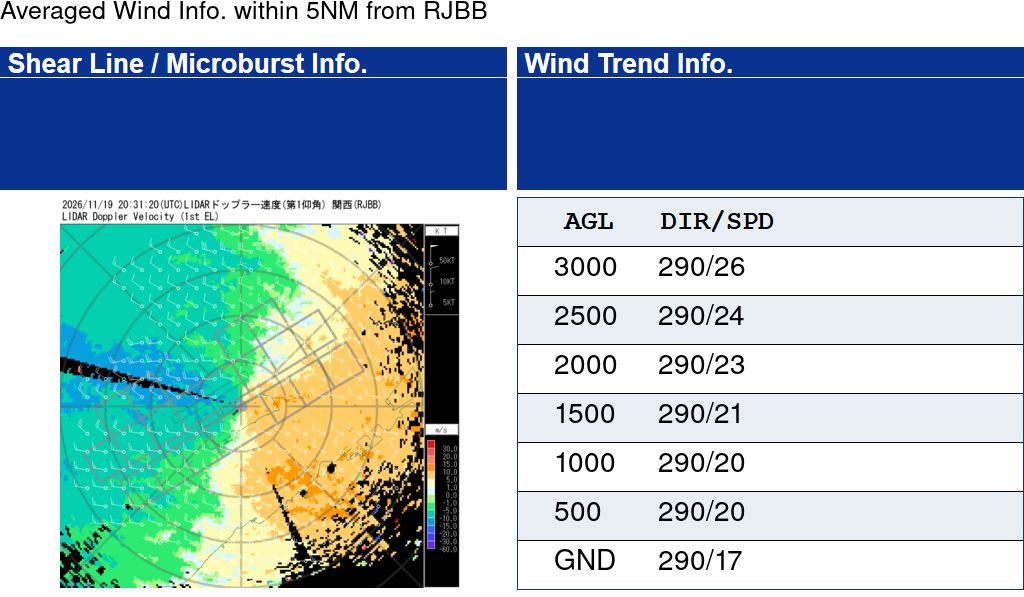 Averaged Wind Info. within 5NM from RJBB
Shear Line / Microburst Info.
Wind Trend Info.
2026/11/19 20:31:20(UTC)LIDARドップラー速度(第1仰角) 関西(RJBB)
LIDAR Doppler Velocity (1st EL)
K T
50KT
10KT
5KT
m/s
30.0
20.0
15.0
10.0
5.0
1.0
0.0
-1.0
-5.0
-10.0
-15.0
-20.0
-30.0
-60.0
AGL DIR/SPD
3000 290/26
2500 290/24
2000 290/23
1500 290/21
1000 290/20
500 290/20
GND 290/17